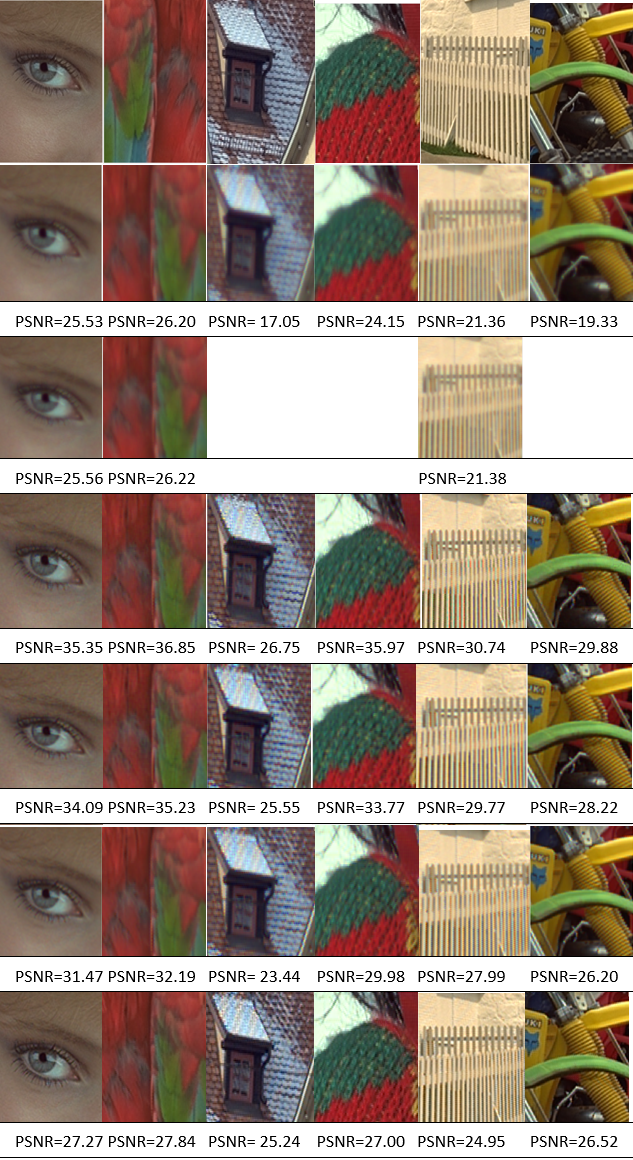 UKI
PSNR=25.53 PSNR=26.20 PSNR= 17.05 PSNR=24.15 PSNR=21.36 PSNR=19.33
PSNR=25.56 PSNR=26.22 PSNR=21.38
PSNR=35.35 PSNR=36.85 PSNR= 26.75 PSNR=35.97 PSNR=30.74 PSNR=29.88
UKI
PSNR=34.09 PSNR=35.23 PSNR= 25.55 PSNR=33.77 PSNR=29.77 PSNR=28.22
UKI
PSNR=31.47 PSNR=32.19 PSNR= 23.44 PSNR=29.98 PSNR=27.99 PSNR=26.20
UKI
PSNR=27.27 PSNR=27.84 PSNR= 25.24 PSNR=27.00 PSNR=24.95 PSNR=26.52